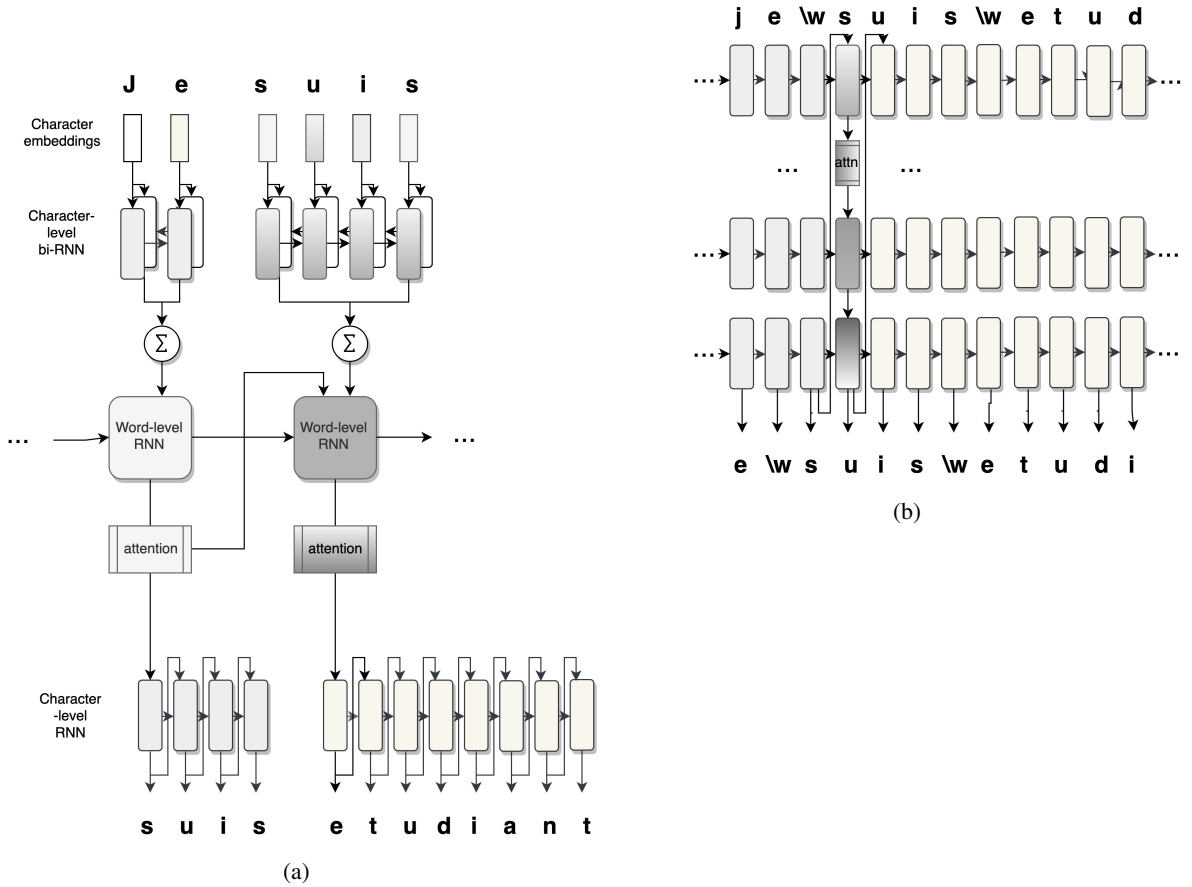 J e s u i s
Character
embeddings
Character-
level
bi-RNN
Σ Σ
... Word-level
RNN
Word-level
RNN
...
attention attention
Character
-level
RNN
s u i s e t u d i a n t
(a)
j e \w s u i s \w e t u d
... ...
attn
... ...
... ...
... ...
e \w s u i s \w e t u d i
(b)